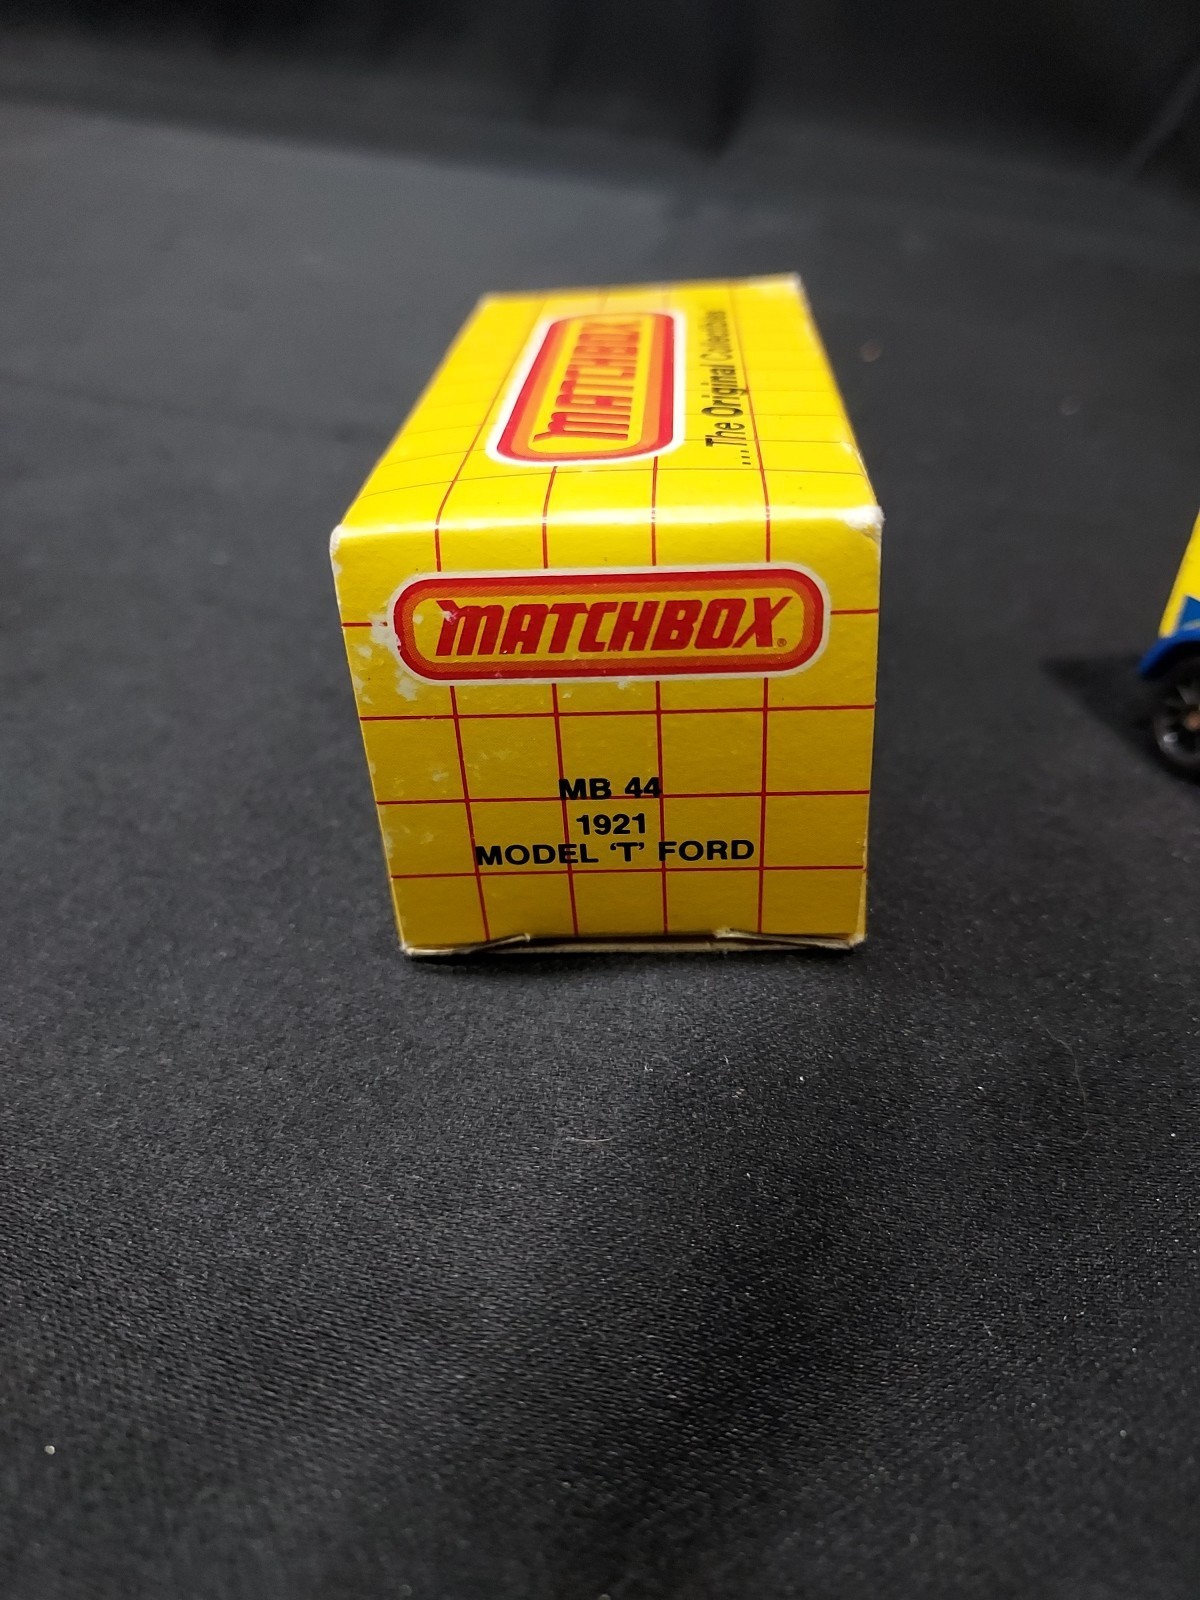 MATCHBOX
...The Original Collectibles
MATCHBOX®
MB 44
1921
MODEL 'T' FORD